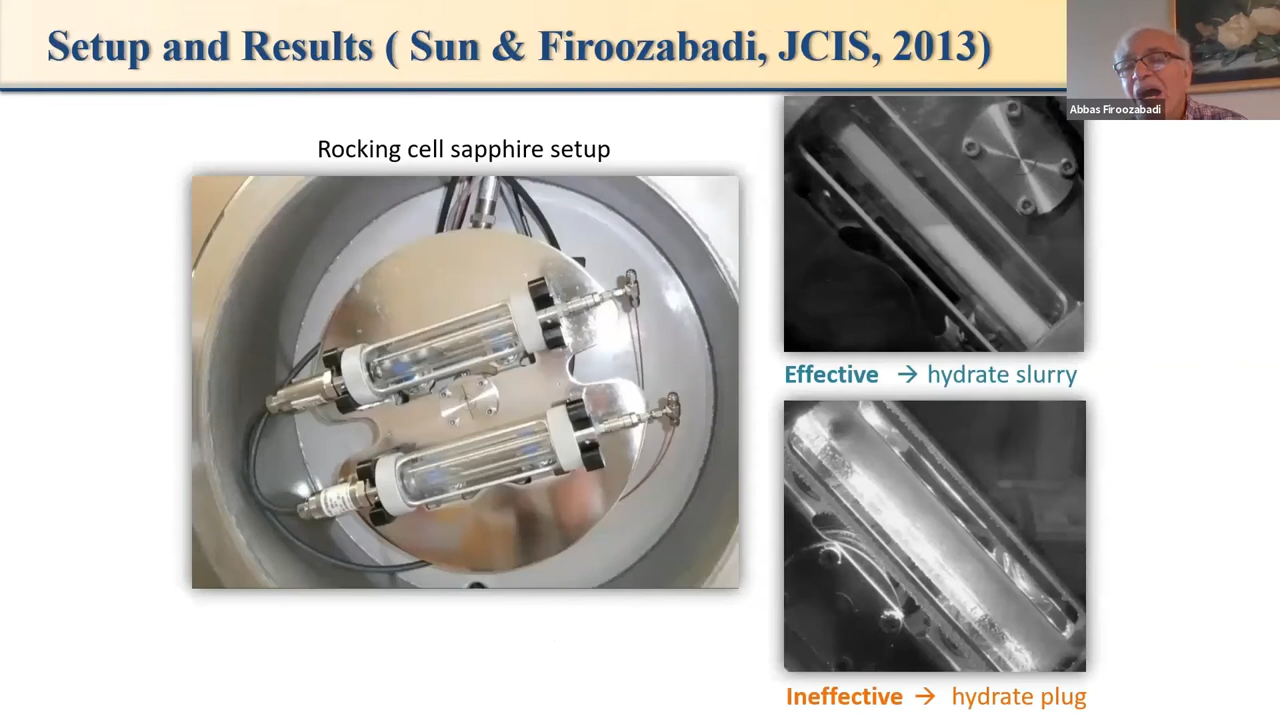 Setup and Results ( Sun & Firoozabadi, JCIS, 2013)
Abbas Firoozabadi
Rocking cell sapphire setup
Effective → hydrate slurry
Ineffective → hydrate plug